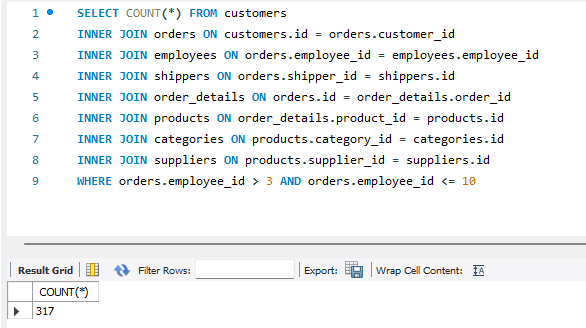 1 SELECT COUNT(*) FROM customers
2 INNER JOIN orders ON customers.id = orders.customer_id
3 INNER JOIN employees ON orders.employee_id = employees.employee_id
4 INNER JOIN shippers ON orders.shipper_id = shippers.id
5 INNER JOIN order_details ON orders.id = order_details.order_id
6 INNER JOIN products ON order_details.product_id = products.id
7 INNER JOIN categories ON products.category_id = categories.id
8 INNER JOIN suppliers ON products.supplier_id = suppliers.id
9 WHERE orders.employee_id > 3 AND orders.employee_id <= 10
Result Grid Filter Rows: Export: Wrap Cell Content: IA
COUNT(*)
317